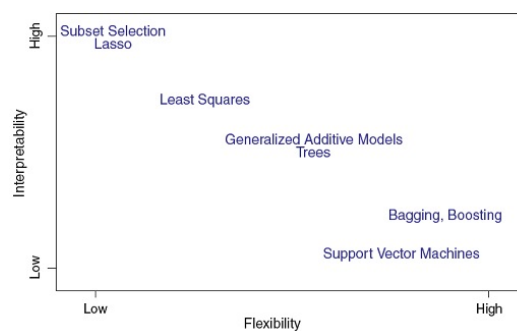 High
Subset Selection
Lasso
Least Squares
Interpretability
Generalized Additive Models
Trees
Bagging, Boosting
Low
Support Vector Machines
Low
High
Flexibility